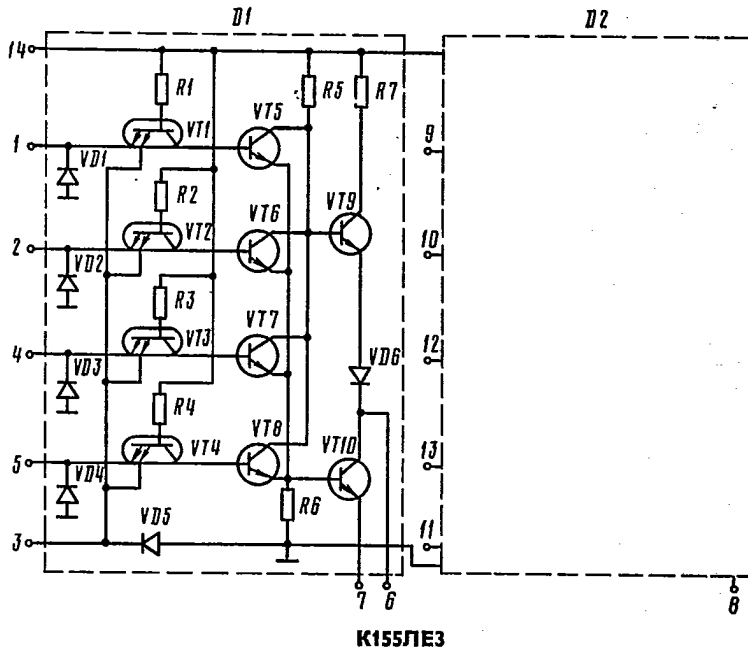 D1 D2
14
R1 R5 R7
1 VT1 VT5 9
VD1
R2 VT9
VT6
2 VT2 10
VD2
R3 VT7
4 VT3 12
VD3 VD6
R4 VT8
5 VT4 VT10 13
VD4
R6
VD5 11
3
7 6 8
К155ЛЕ3